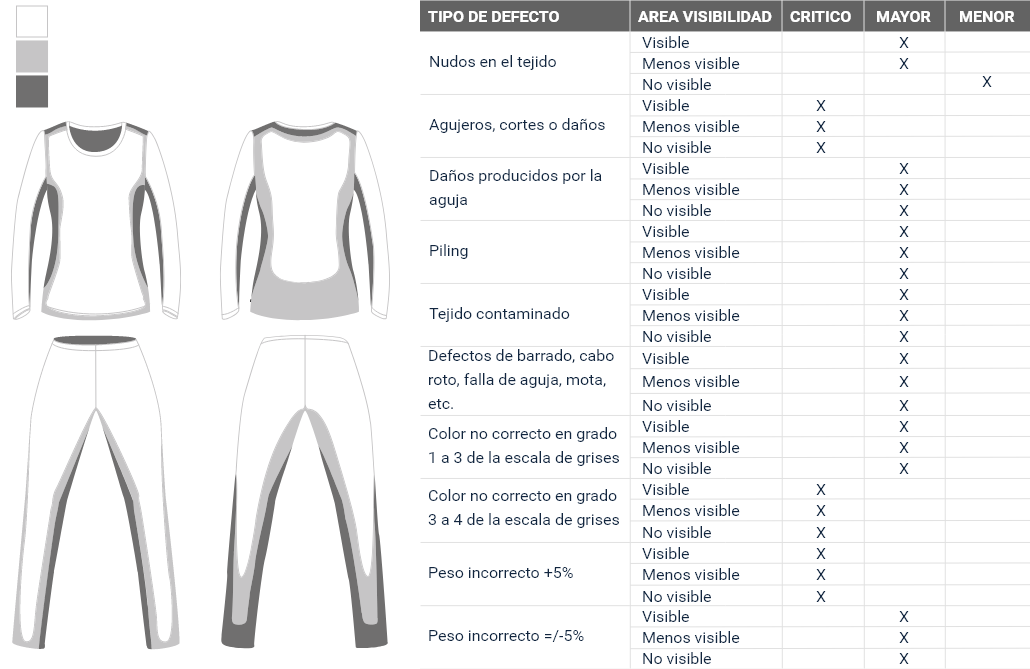 TIPO DE DEFECTO AREA VISIBILIDAD CRITICO MAYOR MENOR
Nudos en el tejido
Visible X
Menos visible X
No visible X
Agujeros, cortes o daños
Visible X
Menos visible X
No visible X
Daños producidos por la
aguja
Visible X
Menos visible X
No visible X
Piling
Visible X
Menos visible X
No visible X
Tejido contaminado
Visible X
Menos visible X
No visible X
Defectos de barrado, cabo
roto, falla de aguja, mota,
etc.
Visible X
Menos visible X
No visible X
Color no correcto en grado
1 a 3 de la escala de grises
Visible X
Menos visible X
No visible X
Color no correcto en grado
3 a 4 de la escala de grises
Visible X
Menos visible X
No visible X
Peso incorrecto +5%
Visible X
Menos visible X
No visible X
Peso incorrecto =/-5%
Visible X
Menos visible X
No visible X